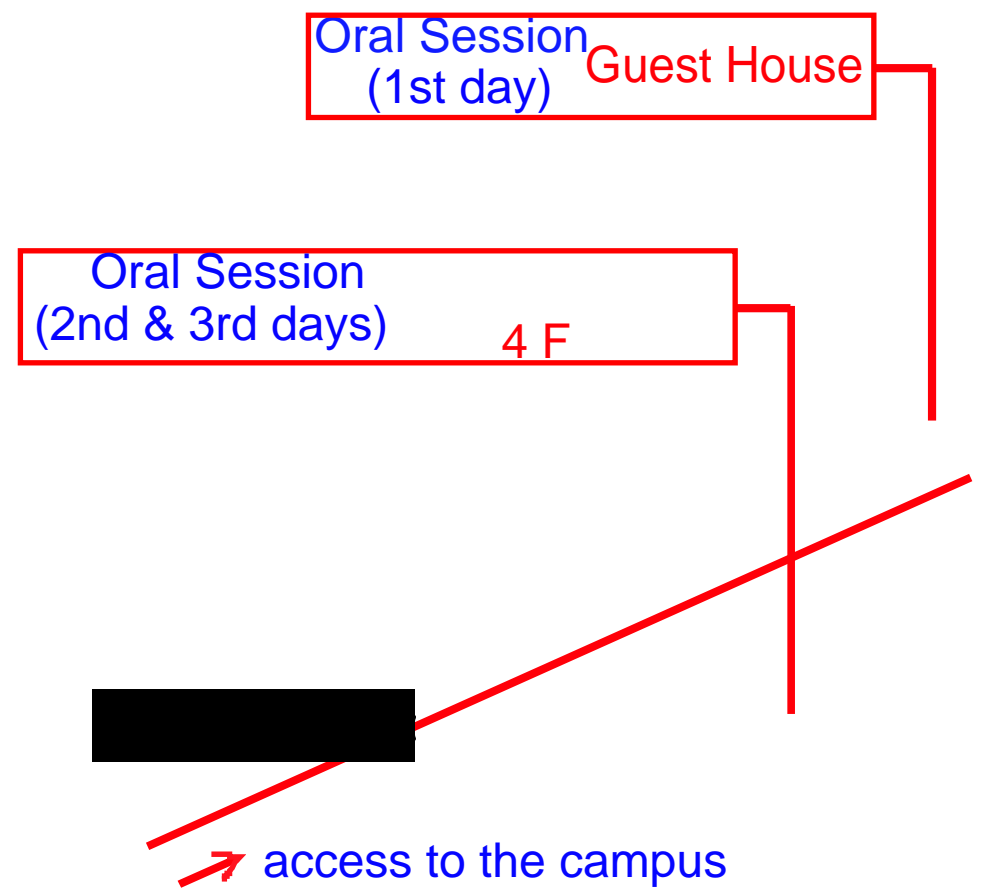 Oral Session
(1st day)
Guest House
Oral Session
(2nd & 3rd days)
4 F
access to the campus